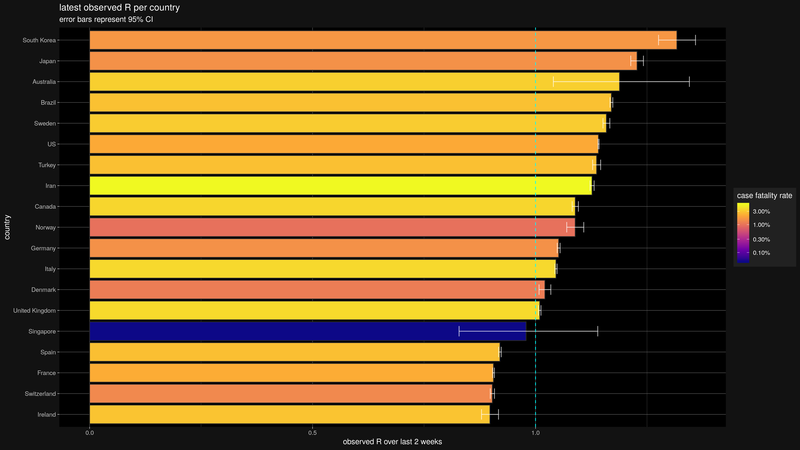 latest observed R per country
error bars represent 95% CI
South Korea
Japan
Australia
Brazil
Sweden
US
Turkey
Iran
Canada
Norway
Germany
Italy
Denmark
United Kingdom
Singapore
Spain
France
Switzerland
Ireland
country
0.0
0.5
1.0
observed R over last 2 weeks
case fatality rate
3.00%
1.00%
0.30%
0.10%